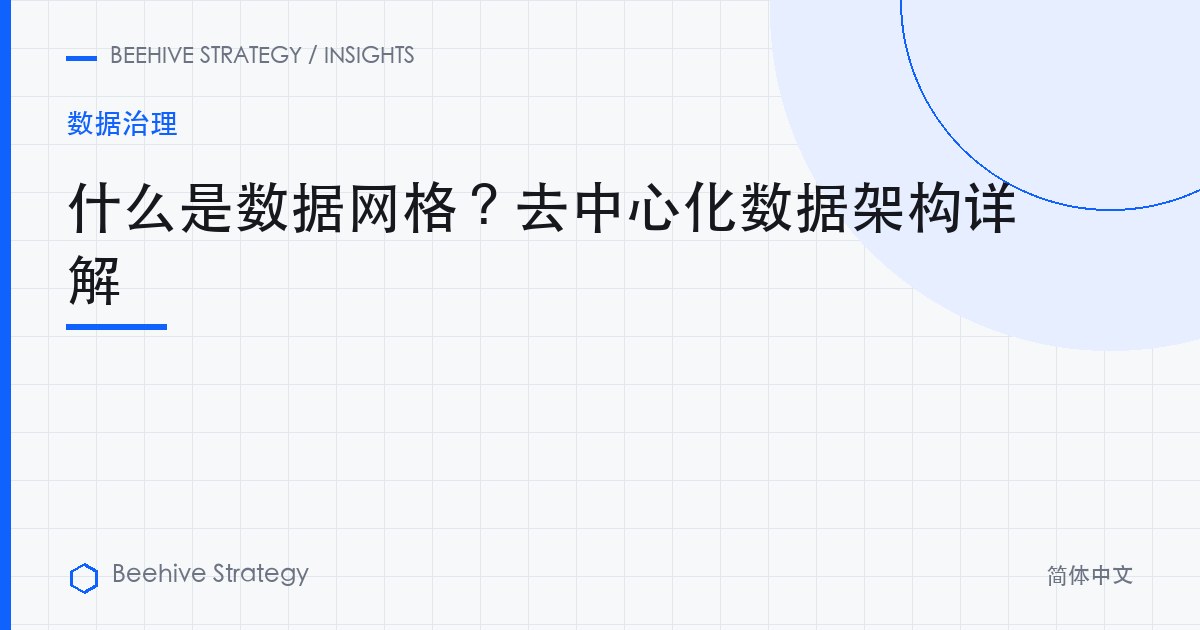 BEEHIVE STRATEGY / INSIGHTS
数据治理
什么是数据网格？去中心化数据架构详
解
Beehive Strategy
简体中文